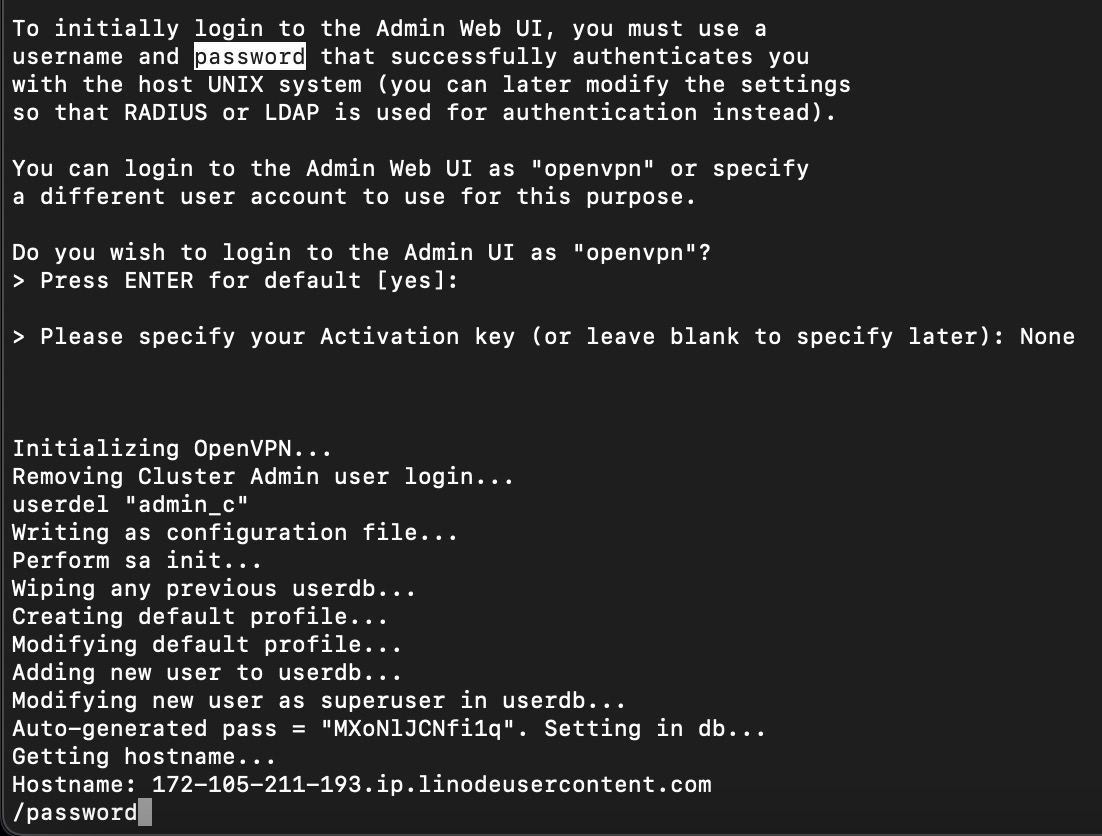 To initially login to the Admin Web UI, you must use a
username and password that successfully authenticates you
with the host UNIX system (you can later modify the settings
so that RADIUS or LDAP is used for authentication instead).
You can login to the Admin Web UI as "openvpn" or specify
a different user account to use for this purpose.
Do you wish to login to the Admin UI as "openvpn"?
> Press ENTER for default [yes]:
> Please specify your Activation key (or leave blank to specify later): None
Initializing OpenVPN...
Removing Cluster Admin user login...
userdel "admin_c"
Writing as configuration file...
Perform sa init...
Wiping any previous userdb...
Creating default profile...
Modifying default profile...
Adding new user to userdb...
Modifying new user as superuser in userdb...
Auto-generated pass = "MXoNlJCNfi1q". Setting in db...
Getting hostname...
Hostname: 172-105-211-193.ip.linodeusercontent.com
/password